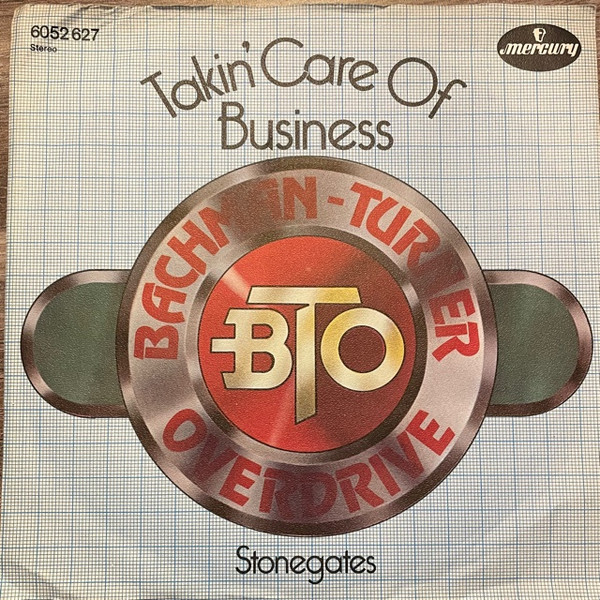 6052 627
Stereo
mercury
Takin' Care Of
Business
BACHMAN-TURNER
BTO
OVERDRIVE
Stonegates